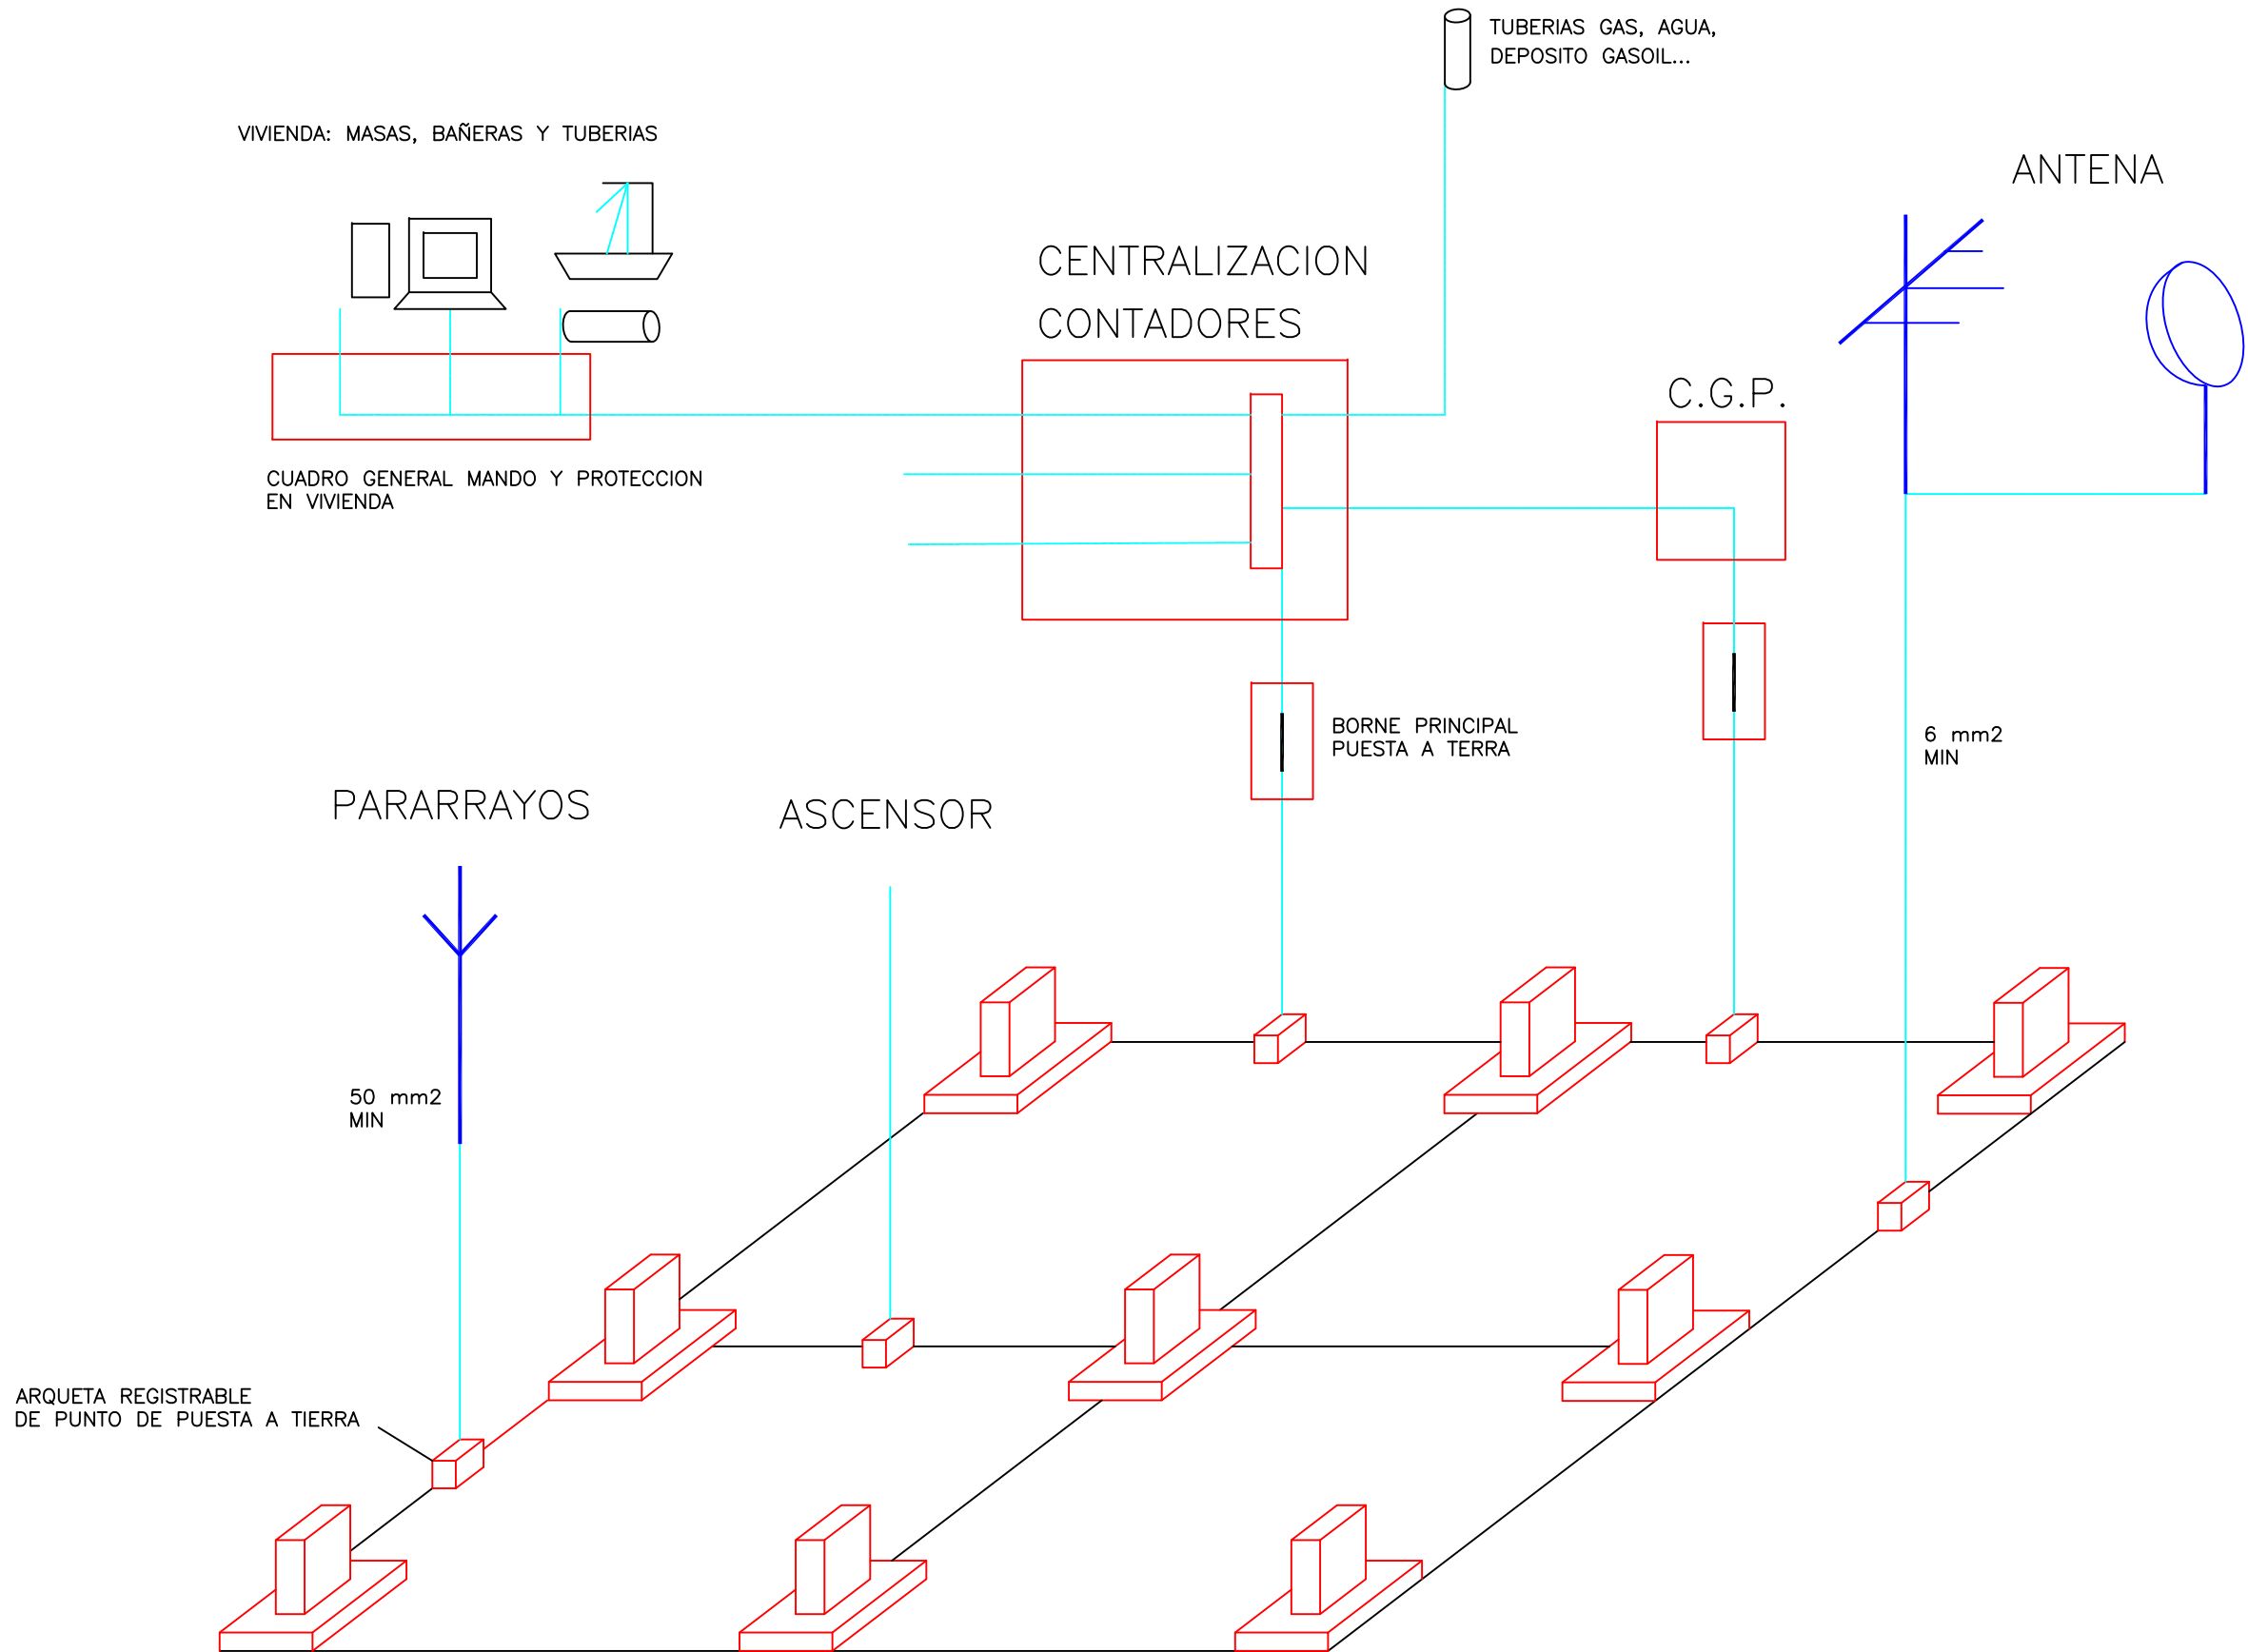 TUBERIAS GAS, AGUA,
DEPOSITO GASOIL...
VIVIENDA: MASAS, BAÑERAS Y TUBERIAS
ANTENA
CENTRALIZACION
CONTADORES
C.G.P.
CUADRO GENERAL MANDO Y PROTECCION
EN VIVIENDA
BORNE PRINCIPAL
PUESTA A TERRA
6 mm2
MIN
PARARRAYOS
ASCENSOR
50 mm2
MIN
ARQUETA REGISTRABLE
DE PUNTO DE PUESTA A TIERRA